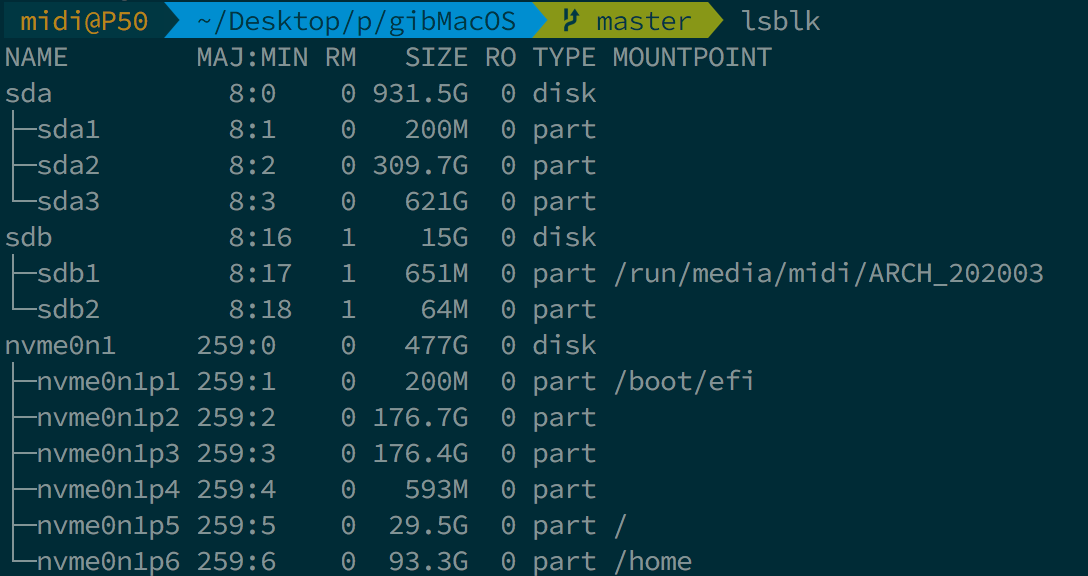 midi@P50 ~/Desktop/p/gibMacOS master lsblk
NAME        MAJ:MIN RM   SIZE RO TYPE MOUNTPOINT
sda           8:0    0 931.5G  0 disk
├─sda1        8:1    0   200M  0 part
├─sda2        8:2    0 309.7G  0 part
└─sda3        8:3    0   621G  0 part
sdb           8:16   1    15G  0 disk
├─sdb1        8:17   1   651M  0 part /run/media/midi/ARCH_202003
└─sdb2        8:18   1    64M  0 part
nvme0n1     259:0    0   477G  0 disk
├─nvme0n1p1 259:1    0   200M  0 part /boot/efi
├─nvme0n1p2 259:2    0 176.7G  0 part
├─nvme0n1p3 259:3    0 176.4G  0 part
├─nvme0n1p4 259:4    0   593M  0 part
├─nvme0n1p5 259:5    0  29.5G  0 part /
└─nvme0n1p6 259:6    0  93.3G  0 part /home